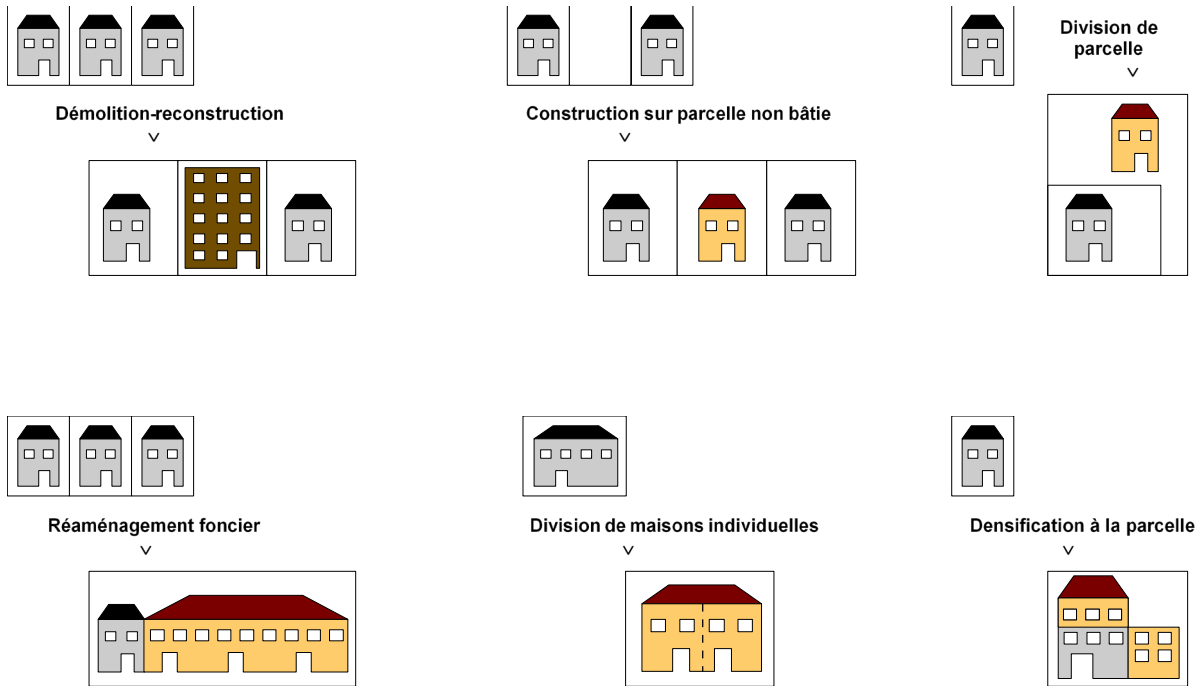 Division de
parcelle
Démolition-reconstruction
Construction sur parcelle non bâtie
Réaménagement foncier
Division de maisons individuelles
Densification à la parcelle